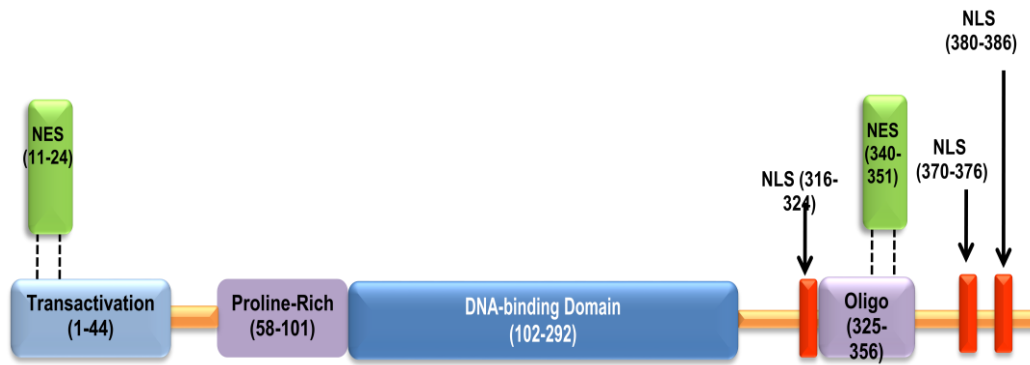 NLS
(380-386)
NES
(11-24)
NES
(340-
351)
NLS
(370-376)
NLS (316-
324)
Transactivation
(1-44)
Proline-Rich
(58-101)
DNA-binding Domain
(102-292)
Oligo
(325-
356)